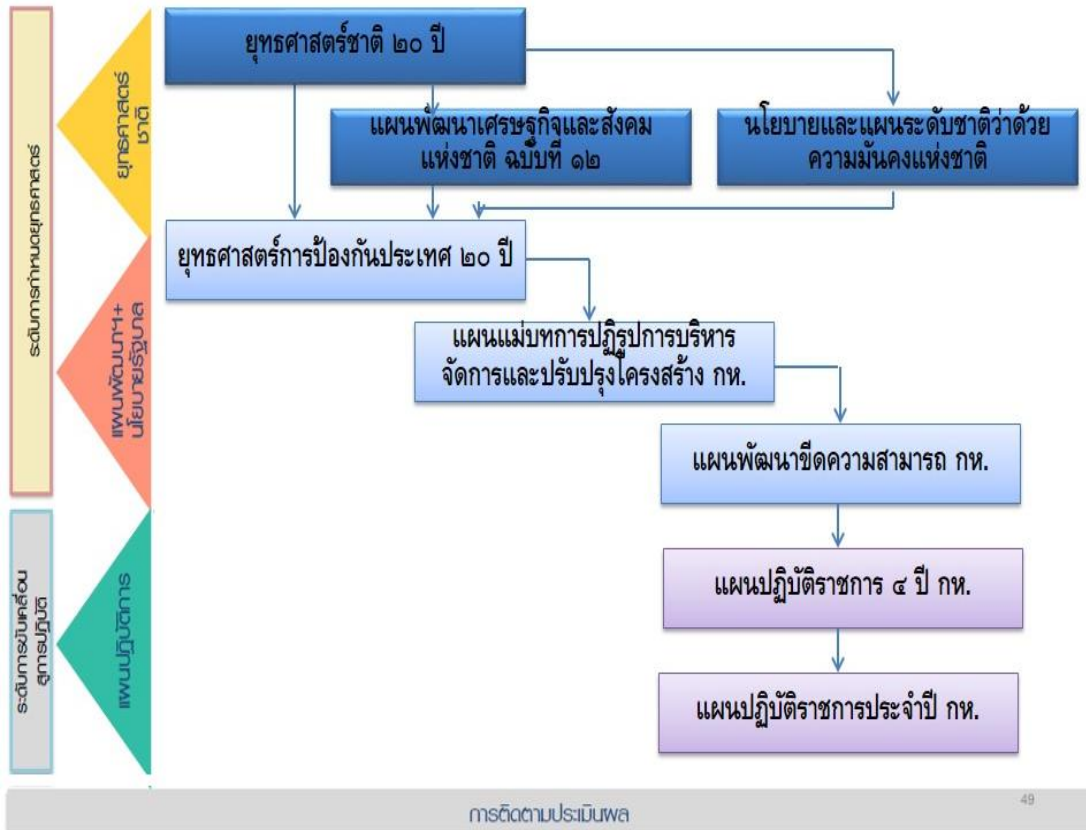 ระดับการกำหนดยุทธศาสตร์
ยุทธศาสตร์
ชาติ
ยุทธศาสตร์ชาติ ๒๐ ปี
แผนพัฒนาเศรษฐกิจและสังคม
แห่งชาติ ฉบับที่ ๑๒
นโยบายและแผนระดับชาติว่าด้วย
ความมันคงแห่งชาติ
ยุทธศาสตร์การป้องกันประเทศ ๒๐ ปี
แผนพัฒนาฯ+
นโยบายรัฐบาล
แผนแม่บทการปฏิรูปการบริหาร
จัดการและปรับปรุงโครงสร้าง กห.
แผนพัฒนาขีดความสามารถ กห.
ระดับการขับเคลื่อน
สู่การปฏิบัติ
แผนปฏิบัติการ
แผนปฏิบัติราชการ ๔ ปี กห.
แผนปฏิบัติราชการประจำปี กห.
การติดตามประเมินผล
49